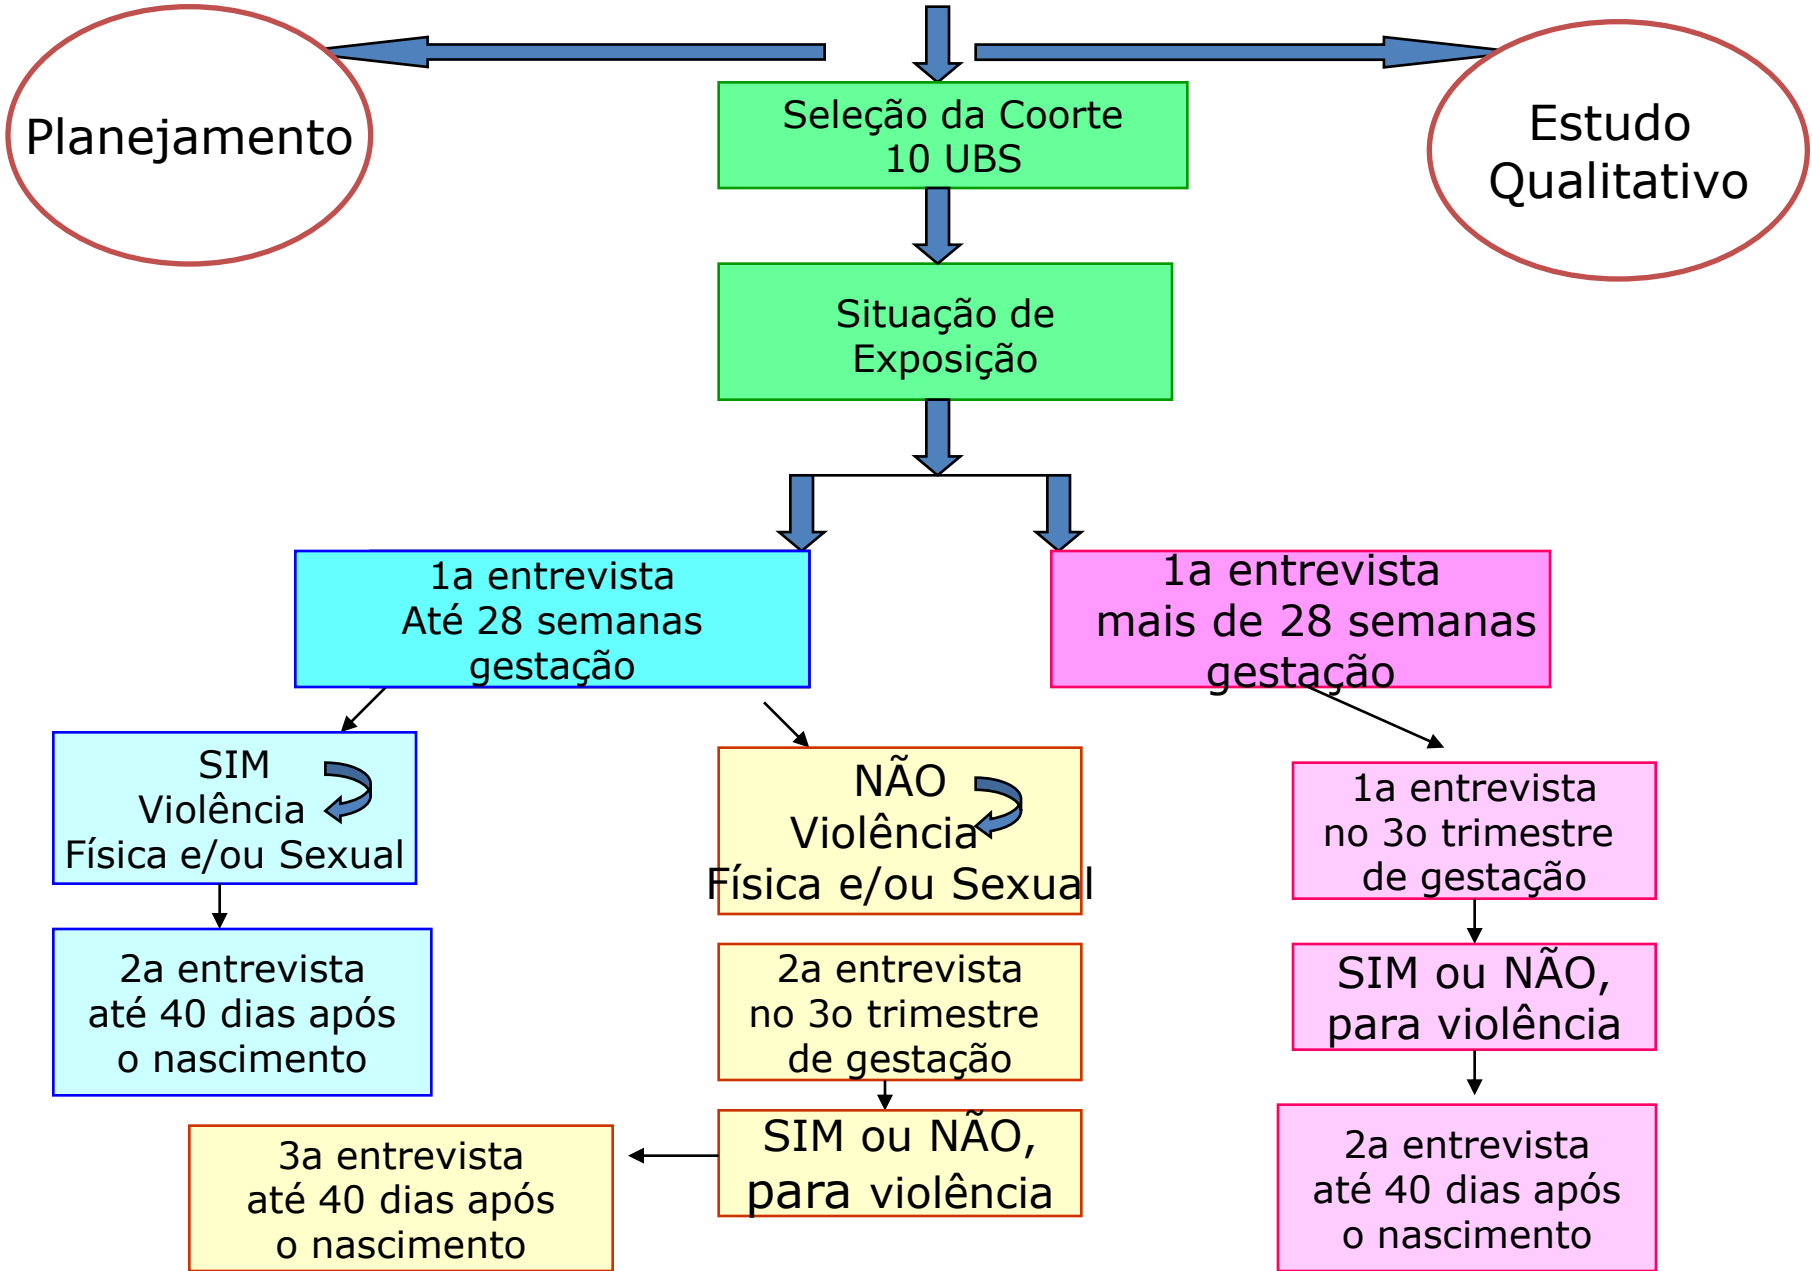 Planejamento
Seleção da Coorte
10 UBS
Estudo
Qualitativo
Situação de
Exposição
1a entrevista
Até 28 semanas
gestação
1a entrevista
mais de 28 semanas
gestação
SIM
Violência
Física e/ou Sexual
NÃO
Violência
Física e/ou Sexual
1a entrevista
no 3o trimestre
de gestação
2a entrevista
até 40 dias após
o nascimento
2a entrevista
no 3o trimestre
de gestação
SIM ou NÃO,
para violência
3a entrevista
até 40 dias após
o nascimento
SIM ou NÃO,
para violência
2a entrevista
até 40 dias após
o nascimento